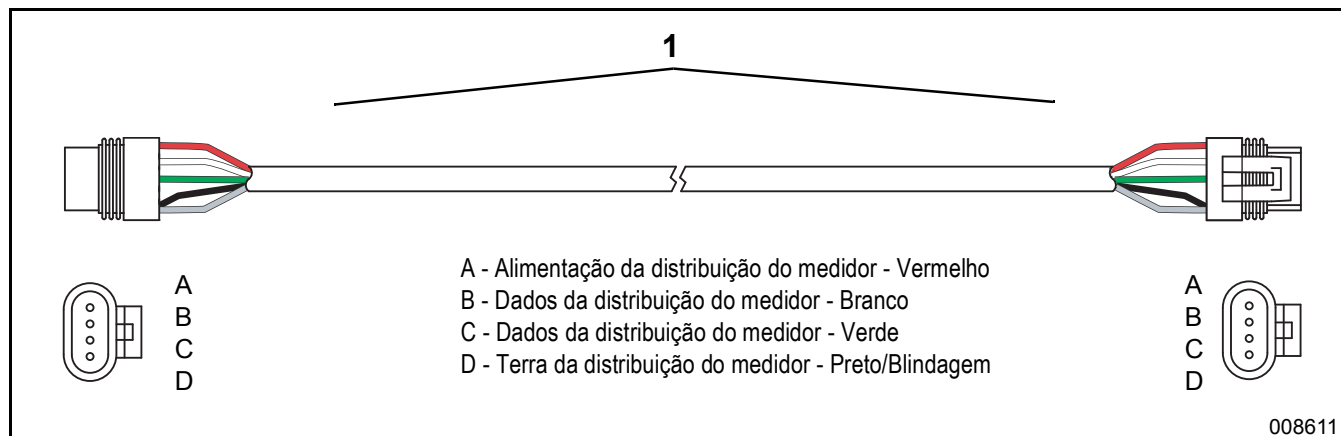 1
A - Alimentação da distribuição do medidor - Vermelho
B - Dados da distribuição do medidor - Branco
C - Dados da distribuição do medidor - Verde
D - Terra da distribuição do medidor - Preto/Blindagem
A
B
C
D
A
B
C
D
008611